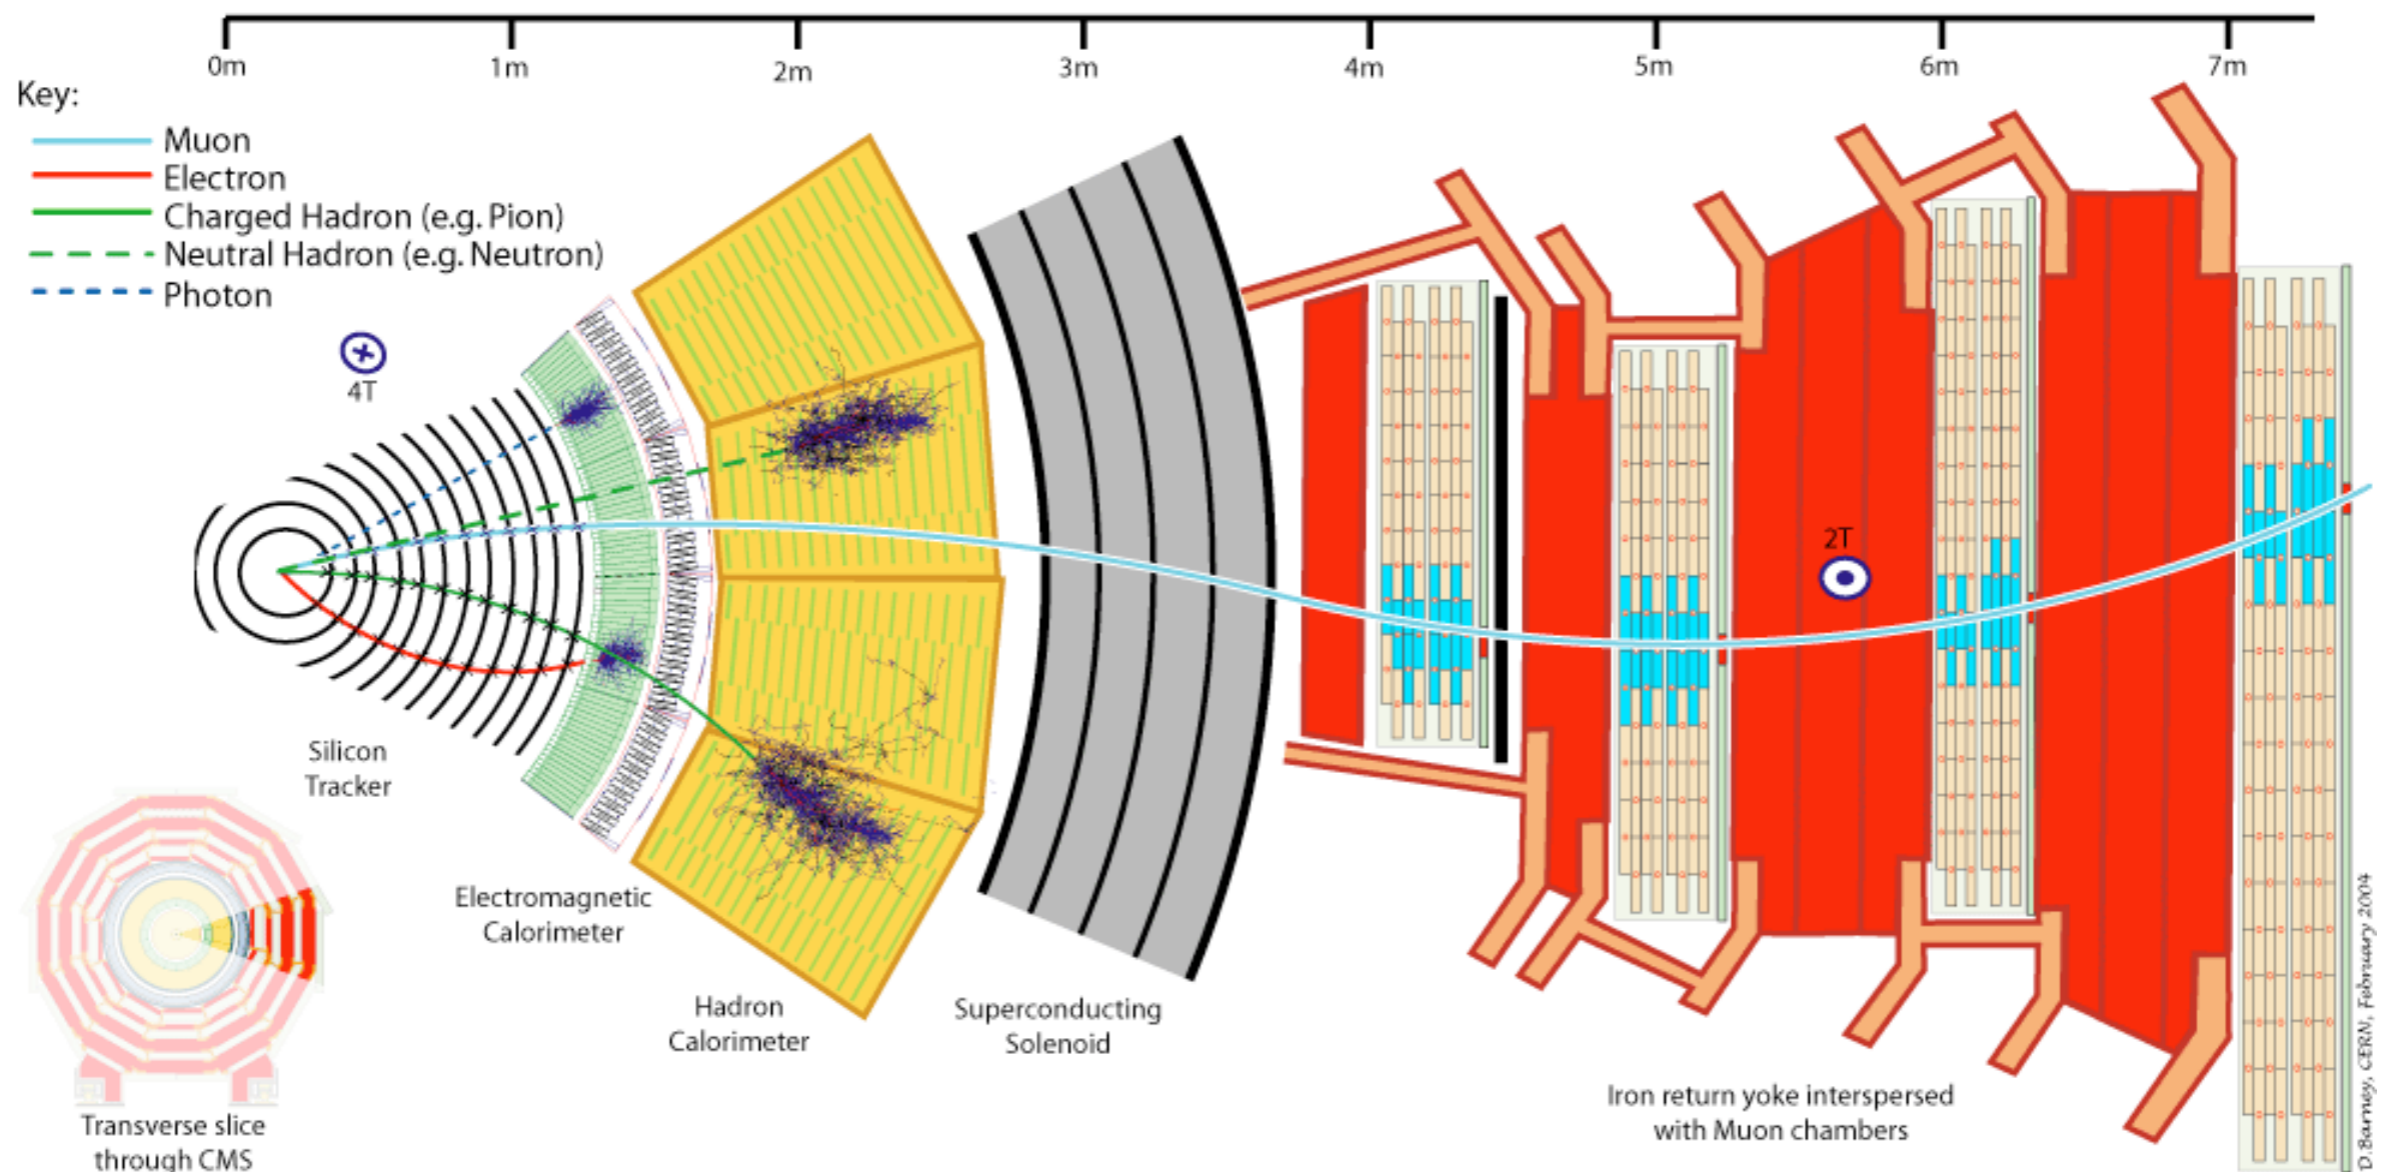 0m 1m 2m 3m 4m 5m 6m 7m
Key:
Muon
Electron
Charged Hadron (e.g. Pion)
Neutral Hadron (e.g. Neutron)
Photon
4T
2T
Silicon
Tracker
Electromagnetic
Calorimeter
Hadron
Calorimeter
Superconducting
Solenoid
Iron return yoke interspersed
with Muon chambers
Transverse slice
through CMS
D.Barney, CERN, February 2004